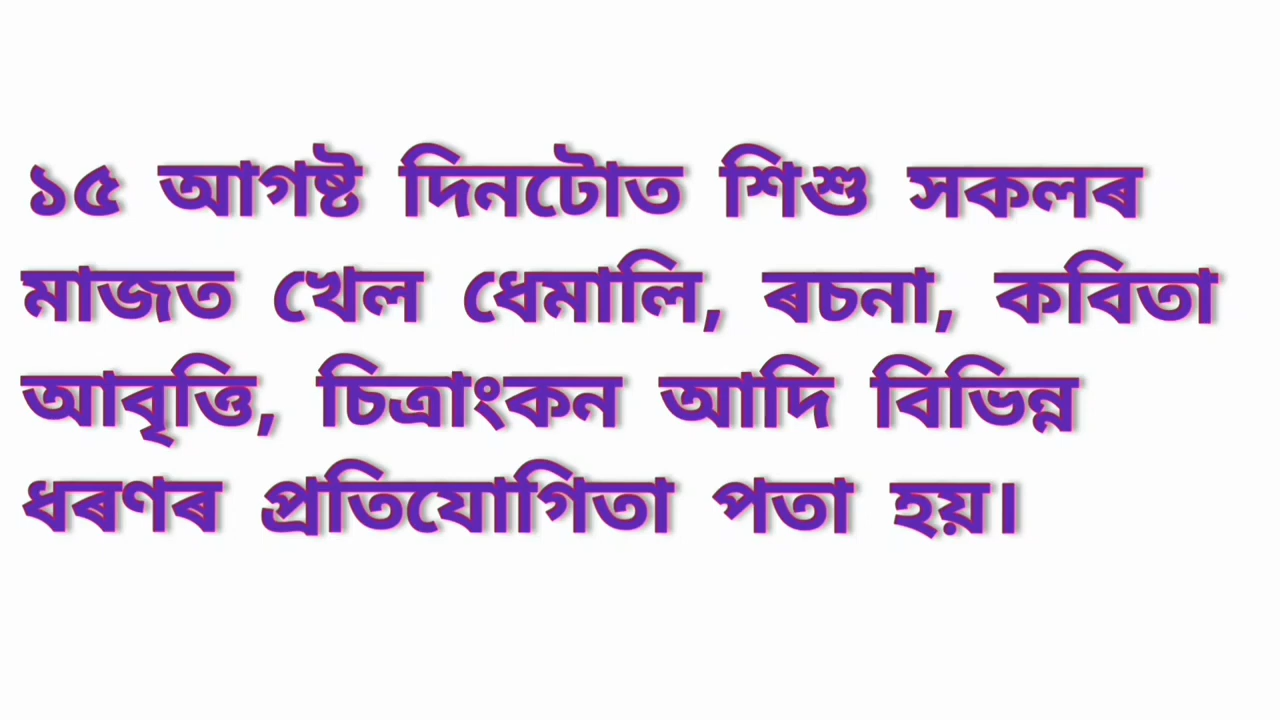 ১৫ আগষ্ট দিনটোত শিশু সকলৰ
মাজত খেল ধেমালি, ৰচনা, কবিতা
আবৃত্তি, চিত্ৰাংকন আদি বিভিন্ন
ধৰণৰ প্ৰতিযোগিতা পতা হয়।